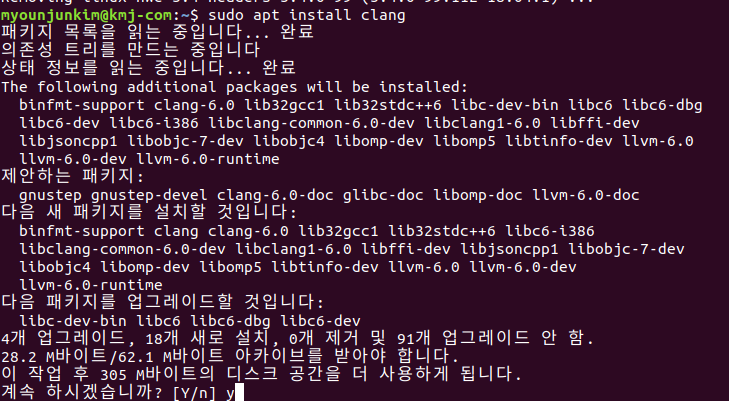 myounjunkim@kmj-com:~$ sudo apt install clang
패키지 목록을 읽는 중입니다... 완료
의존성 트리를 만드는 중입니다
상태 정보를 읽는 중입니다... 완료
The following additional packages will be installed:
binfmt-support clang-6.0 lib32gcc1 lib32stdc++6 libc-dev-bin libc6 libc6-dbg
libc6-dev libc6-i386 libclang-common-6.0-dev libclang1-6.0 libffi-dev
libjsoncpp1 libobjc-7-dev libobjc4 libomp-dev libomp5 libtinfo-dev llvm-6.0
llvm-6.0-dev llvm-6.0-runtime
제안하는 패키지:
gnustep gnustep-devel clang-6.0-doc glibc-doc libomp-doc llvm-6.0-doc
다음 새 패키지를 설치할 것입니다:
binfmt-support clang clang-6.0 lib32gcc1 lib32stdc++6 libc6-i386
libclang-common-6.0-dev libclang1-6.0 libffi-dev libjsoncpp1 libobjc-7-dev
libobjc4 libomp-dev libomp5 libtinfo-dev llvm-6.0 llvm-6.0-dev
llvm-6.0-runtime
다음 패키지를 업그레이드할 것입니다:
libc-dev-bin libc6 libc6-dbg libc6-dev
4개 업그레이드, 18개 새로 설치, 0개 제거 및 91개 업그레이드 안 함.
28.2 M바이트/62.1 M바이트 아카이브를 받아야 합니다.
이 작업 후 305 M바이트의 디스크 공간을 더 사용하게 됩니다.
계속 하시겠습니까? [Y/n] y